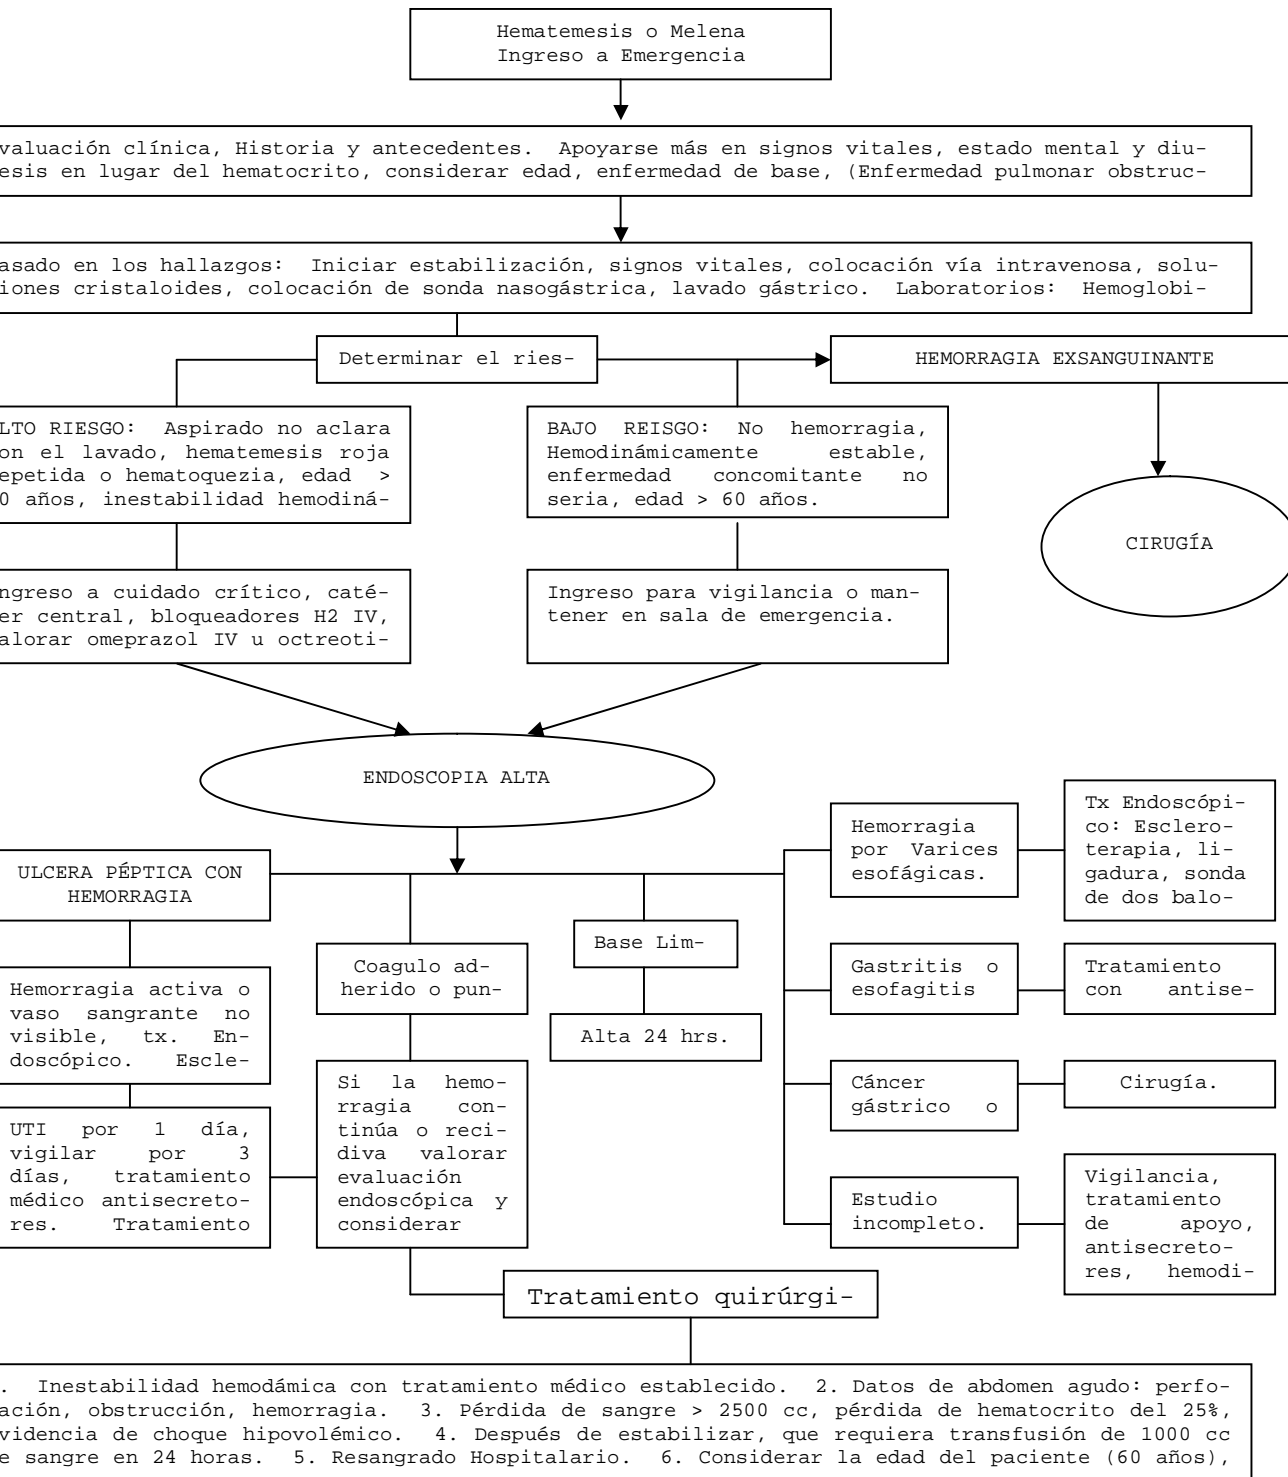 Hematemesis o Melena
Ingreso a Emergencia
valuación clínica, Historia y antecedentes. Apoyarse más en signos vitales, estado mental y diu-
esis en lugar del hematocrito, considerar edad, enfermedad de base, (Enfermedad pulmonar obstruc-
asado en los hallazgos: Iniciar estabilización, signos vitales, colocación vía intravenosa, solu-
iones cristaloides, colocación de sonda nasogástrica, lavado gástrico. Laboratorios: Hemoglobi-
Determinar el ries-
HEMORRAGIA EXSANGUINANTE
LTO RIESGO: Aspirado no aclara
on el lavado, hematemesis roja
epetida o hematoquezia, edad >
0 años, inestabilidad hemodiná-
BAJO REISGO: No hemorragia,
Hemodinámicamente estable,
enfermedad concomitante no
seria, edad > 60 años.
CIRUGÍA
ngreso a cuidado crítico, caté-
er central, bloqueadores H2 IV,
alorar omeprazol IV u octreoti-
Ingreso para vigilancia o man-
tener en sala de emergencia.
ENDOSCOPIA ALTA
ULCERA PÉPTICA CON
HEMORRAGIA
Hemorragia activa o
vaso sangrante no
visible, tx. En-
doscópico. Escle-
UTI por 1 día,
vigilar por 3
días, tratamiento
médico antisecreto-
res. Tratamiento
Coagulo ad-
herido o pun-
Si la hemo-
rragia con-
tinúa o reci-
diva valorar
evaluación
endoscópica y
considerar
Base Lim-
Alta 24 hrs.
Hemorragia
por Varices
esofágicas.
Tx Endoscópi-
co: Esclero-
terapia, li-
gadura, sonda
de dos balo-
Gastritis o
esofagitis
Tratamiento
con antise-
Cáncer
gástrico o
Cirugía.
Estudio
incompleto.
Vigilancia,
tratamiento
de apoyo,
antisecreto-
res, hemodi-
Tratamiento quirúrgi-
. Inestabilidad hemodámica con tratamiento médico establecido. 2. Datos de abdomen agudo: perfo-
ación, obstrucción, hemorragia. 3. Pérdida de sangre > 2500 cc, pérdida de hematocrito del 25%,
videncia de choque hipovolémico. 4. Después de estabilizar, que requiera transfusión de 1000 cc
e sangre en 24 horas. 5. Resangrado Hospitalario. 6. Considerar la edad del paciente (60 años),